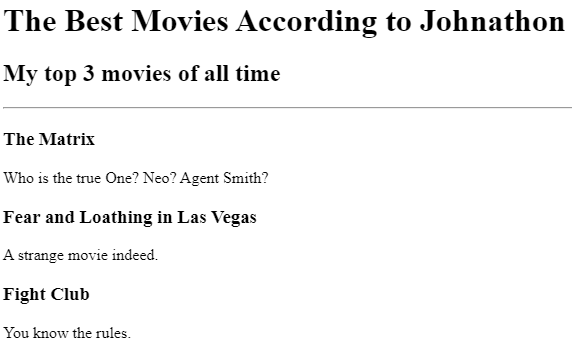 The Best Movies According to Johnathon
My top 3 movies of all time
The Matrix
Who is the true One? Neo? Agent Smith?
Fear and Loathing in Las Vegas
A strange movie indeed.
Fight Club
You know the rules.